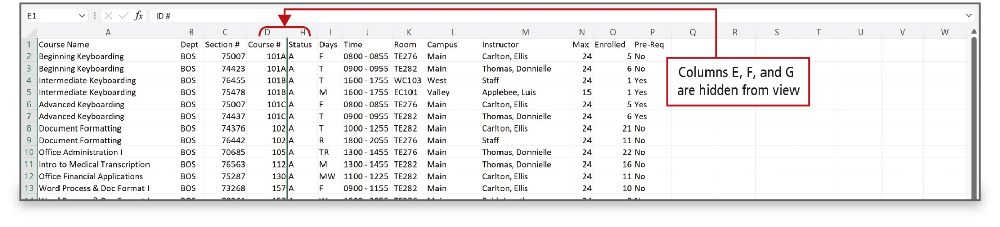 E1 fx ID #
A B C D H I J K L M N O P Q R S T U V W
1 Course Name Dept Section # Course # Status Days Time Room Campus Instructor Max Enrolled Pre-Req
2 Beginning Keyboarding BOS 75007 101A A F 0800 - 0855 TE276 Main Carlton, Ellis 24 5 No
3 Beginning Keyboarding BOS 74423 101A A T 0900 - 0955 TE282 Main Thomas, Donnielle 24 6 No
4 Intermediate Keyboarding BOS 76455 101B A T 1600 - 1755 WC103 West Staff 24 1 Yes
5 Intermediate Keyboarding BOS 75478 101B A M 1600 - 1755 EC101 Valley Applebee, Luis 15 1 Yes
6 Advanced Keyboarding BOS 75007 101C A F 0800 - 0855 TE276 Main Carlton, Ellis 24 5 Yes
7 Advanced Keyboarding BOS 74437 101C A T 0900 - 0955 TE282 Main Thomas, Donnielle 24 6 Yes
8 Document Formatting BOS 74376 102 A T 1000 - 1255 TE282 Main Carlton, Ellis 24 21 No
9 Document Formatting BOS 76442 102 A R 1800 - 2055 TE276 Main Staff 24 11 No
10 Office Administration I BOS 70685 105 A TR 1300 - 1455 TE276 Main Thomas, Donnielle 24 22 No
11 Intro to Medical Transcription BOS 76563 112 A M 1300 - 1455 TE282 Main Thomas, Donnielle 24 16 No
12 Office Financial Applications BOS 75287 130 A MW 1100 - 1225 TE282 Main Carlton, Ellis 24 11 No
13 Word Process & Doc Format I BOS 73268 157 A F 0900 - 1155 TE282 Main Carlton, Ellis 24 10 No
Columns E, F, and G
are hidden from view